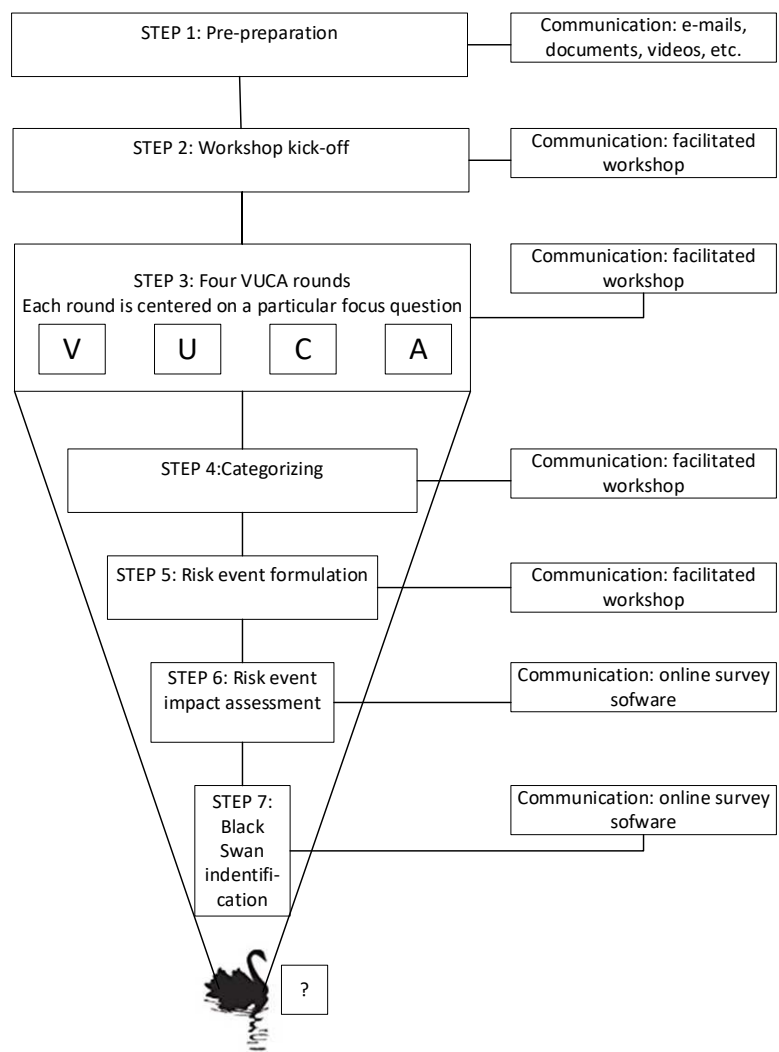 STEP 1: Pre-preparation
Communication: e-mails,
documents, videos, etc.
STEP 2: Workshop kick-off
Communication: facilitated
workshop
STEP 3: Four VUCA rounds
Each round is centered on a particular focus question
V U C A
Communication: facilitated
workshop
STEP 4:Categorizing
Communication: facilitated
workshop
STEP 5: Risk event formulation
Communication: facilitated
workshop
STEP 6: Risk event
impact assessment
Communication: online survey
sofware
STEP 7:
Black
Swan
indentifi-
cation
Communication: online survey
sofware
?